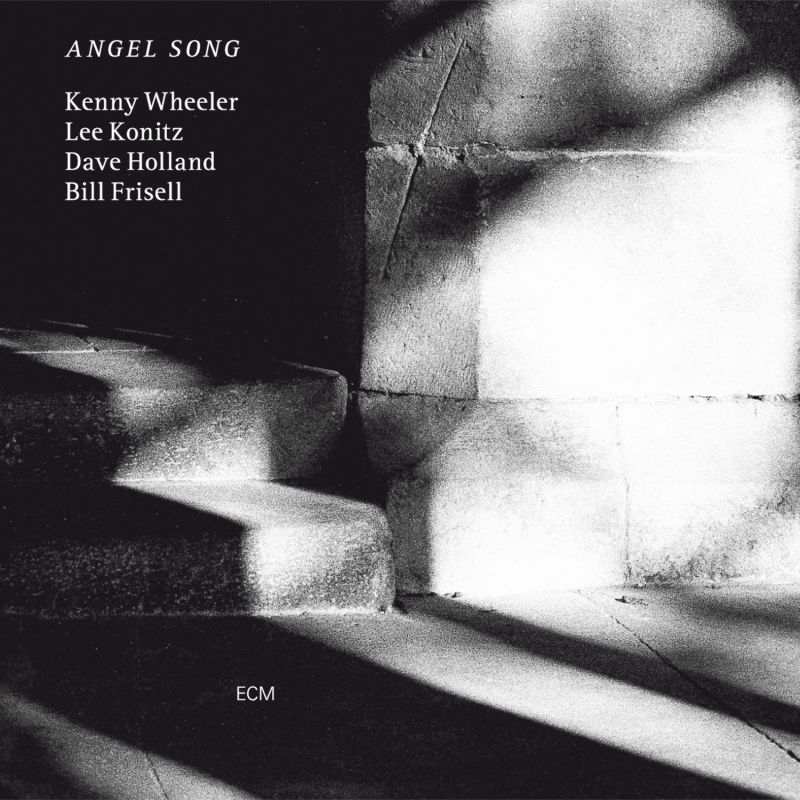 ANGEL SONG
Kenny Wheeler
Lee Konitz
Dave Holland
Bill Frisell
ECM